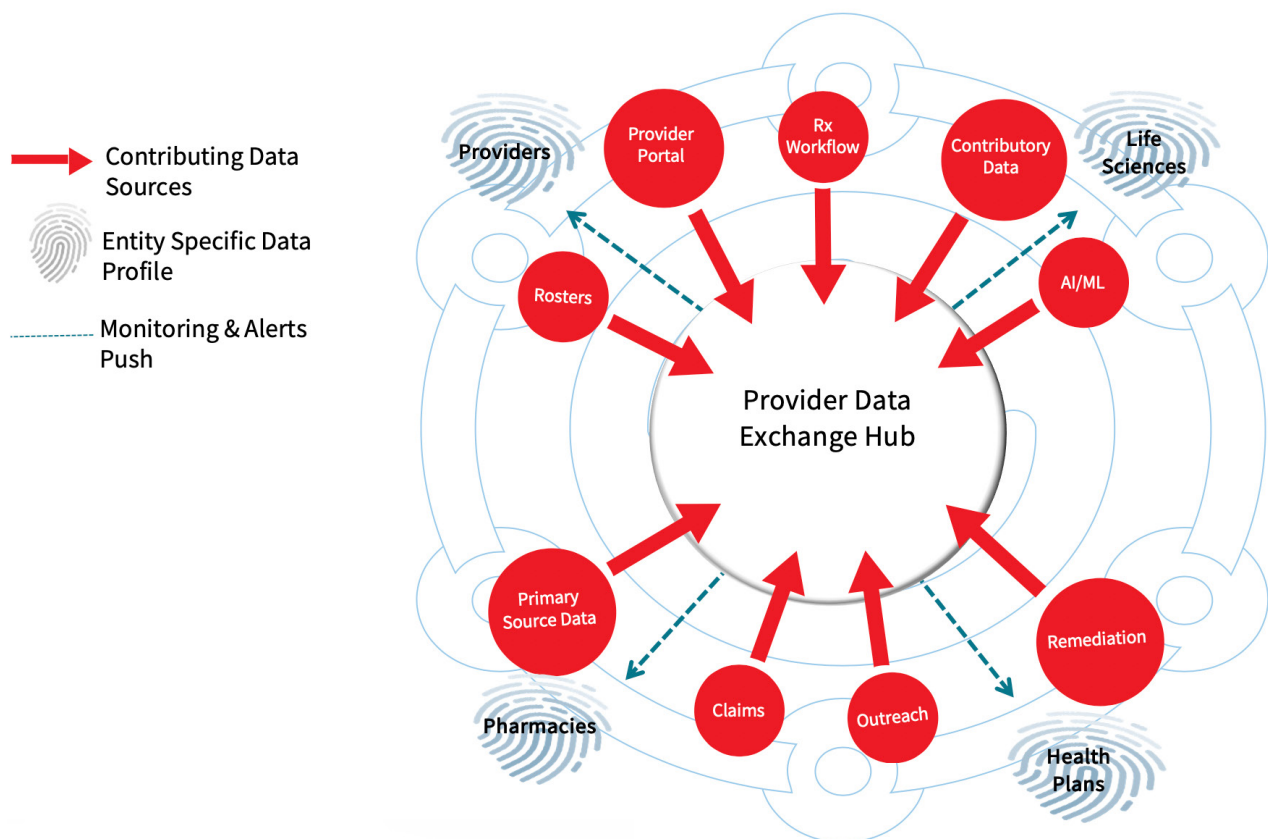 Contributing Data
Sources
Entity Specific Data
Profile
Monitoring & Alerts
Push
Providers
Provider
Portal
Rx
Workflow
Contributory
Data
Life
Sciences
Rosters
AI/ML
Provider Data
Exchange Hub
Primary
Source Data
Remediation
Pharmacies
Claims
Outreach
Health
Plans